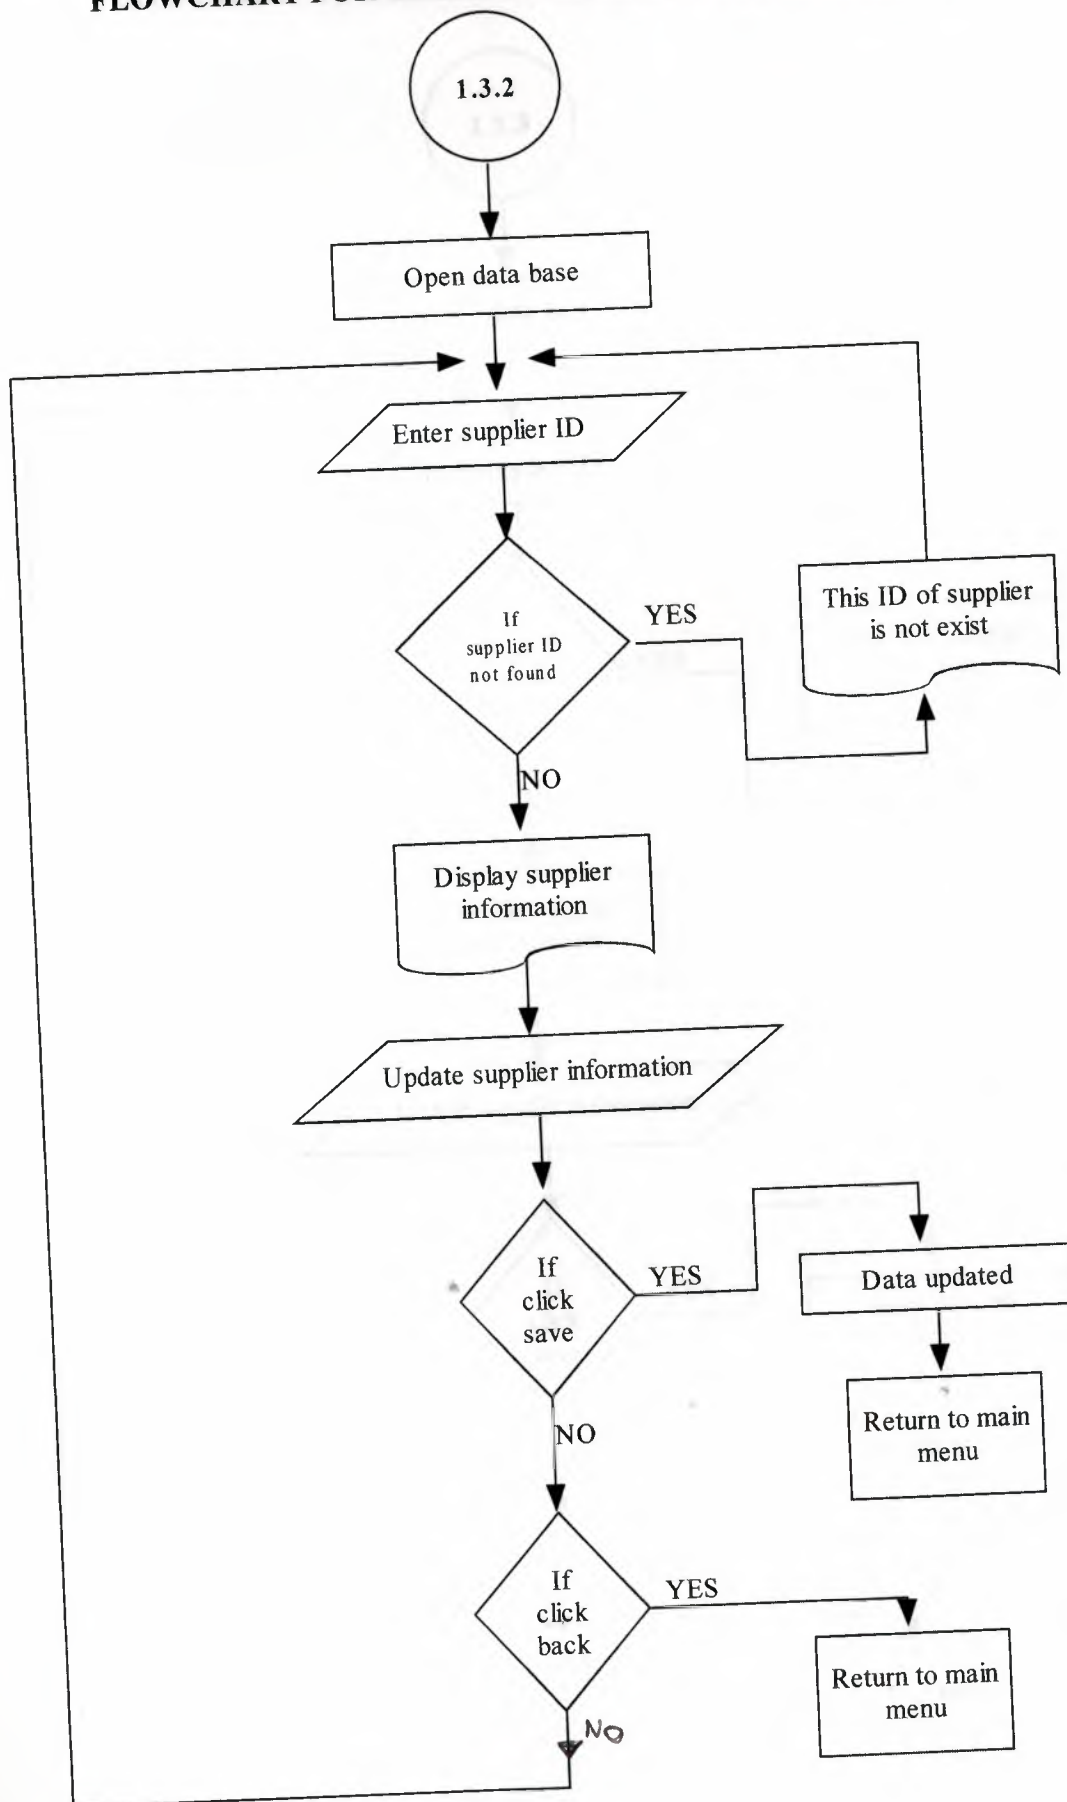 FLOWCHART FOR
1.3.2
Open data base
Enter supplier ID
If
supplier ID
not found
YES
This ID of supplier
is not exist
NO
Display supplier
information
Update supplier information
If
click
save
YES
Data updated
Return to main
menu
NO
If
click
back
YES
Return to main
menu
NO